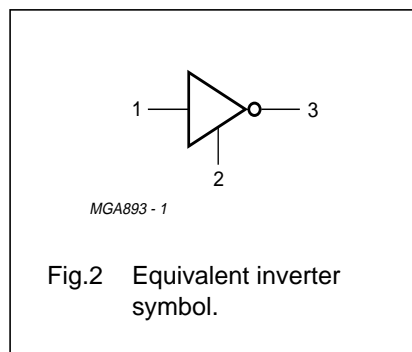 1
3
2
MGA893 - 1
Fig.2 Equivalent inverter
symbol.